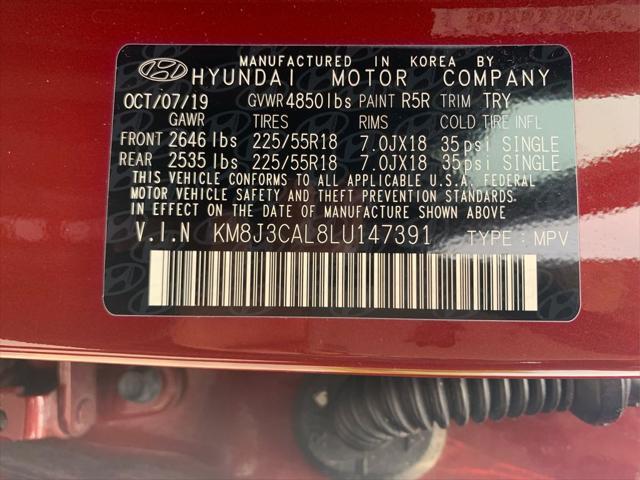 MANUFACTURED IN KOREA BY
HYUNDAI MOTOR COMPANY
OCT/07/19 GVWR 4850lbs PAINT R5R TRIM TRY
GAWR TIRES RIMS COLD TIRE INFL
FRONT 2646 lbs 225/55R18 7.0JX18 35psi SINGLE
REAR 2535 lbs 225/55R18 7.0JX18 35psi SINGLE
THIS VEHICLE CONFORMS TO ALL APPLICABLE U.S.A. FEDERAL
MOTOR VEHICLE SAFETY AND THEFT PREVENTION STANDARDS
IN EFFECT ON THE DATE OF MANUFACTURE SHOWN ABOVE.
V.I.N KM8J3CAL8LU147391 TYPE : MPV